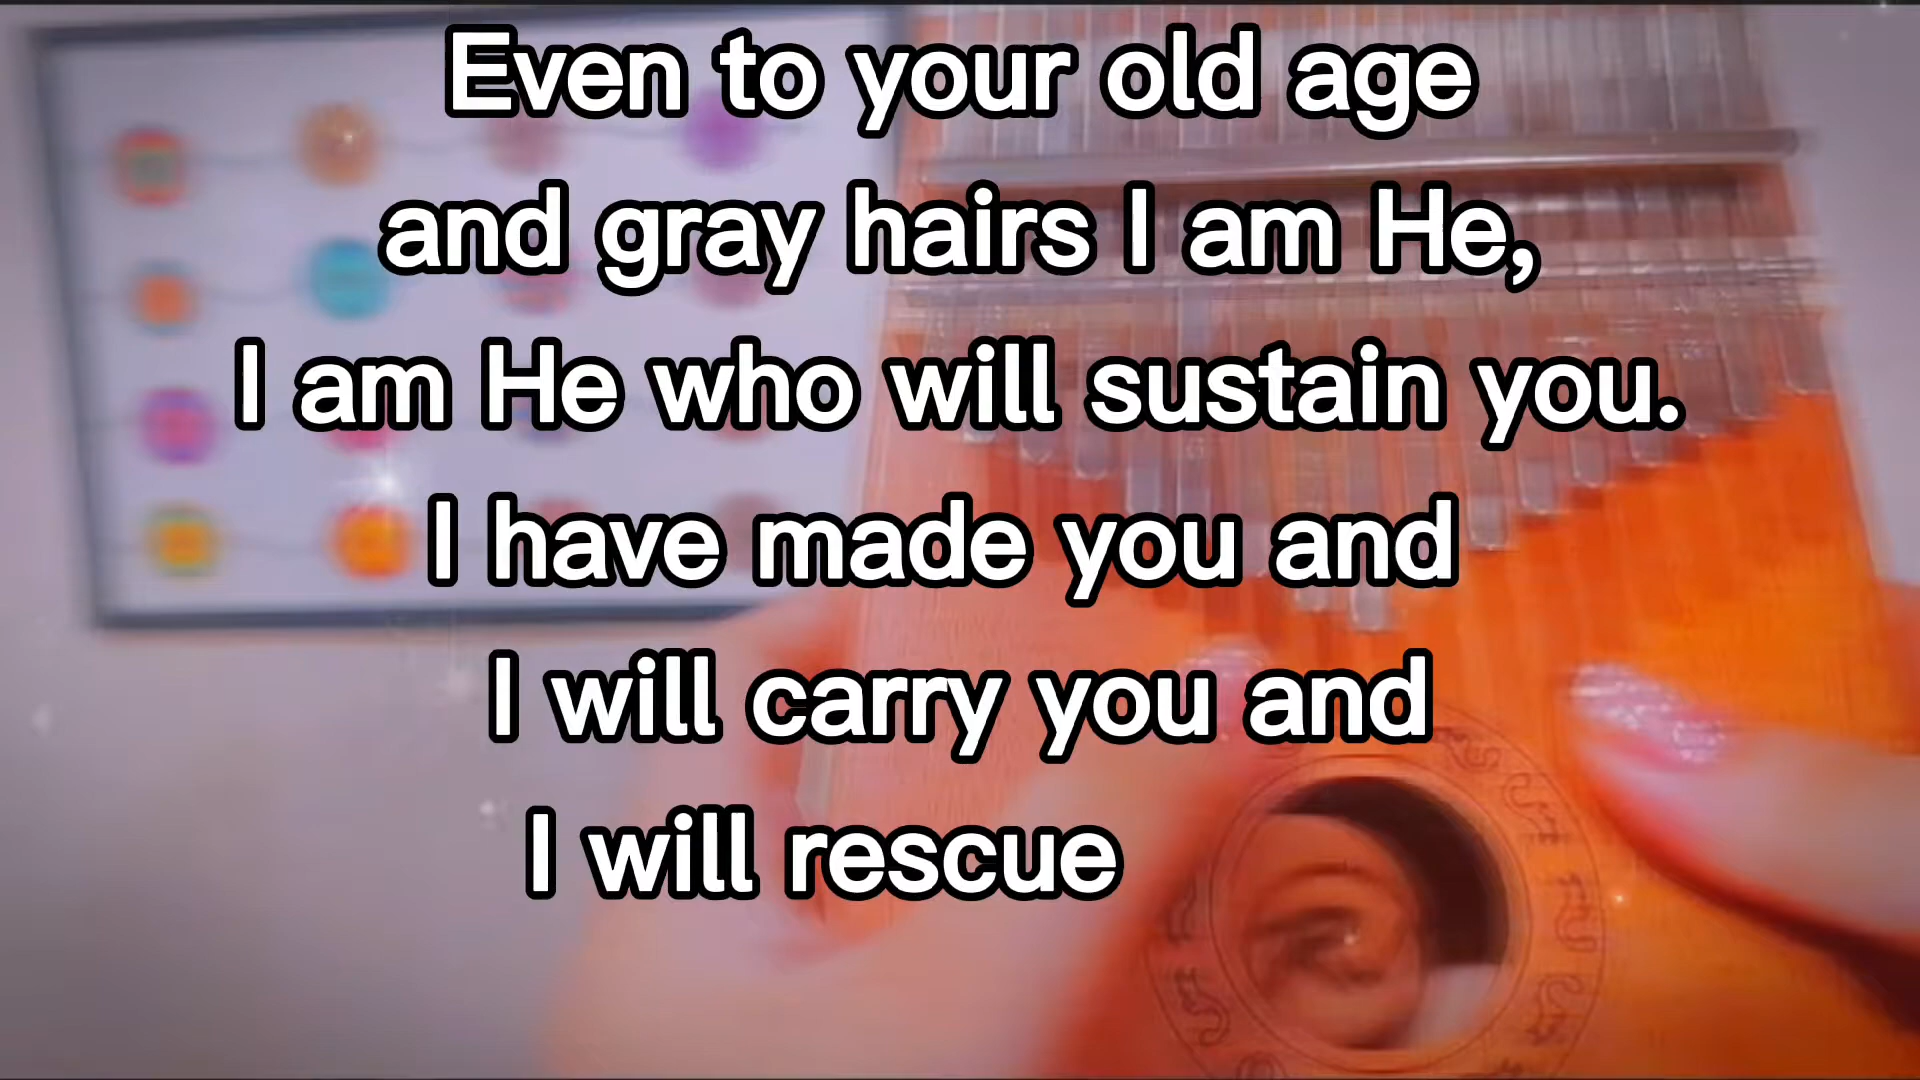 Even to your old age
and gray hairs I am He,
I am He who will sustain you.
I have made you and
I will carry you and
I will rescue